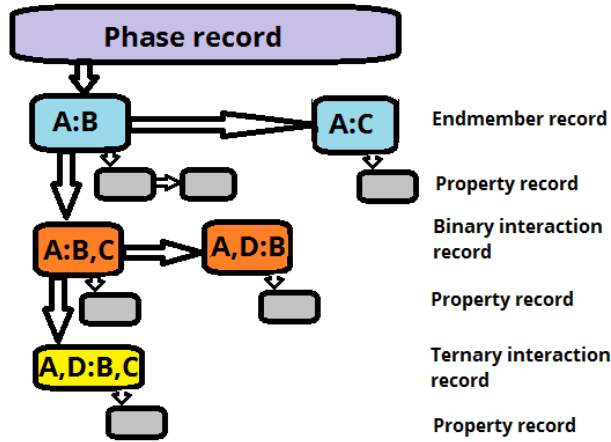 Phase record
A:B
A:C
Endmember record
Property record
A:B,C
A,D:B
Binary interaction
record
Property record
A,D:B,C
Ternary interaction
record
Property record